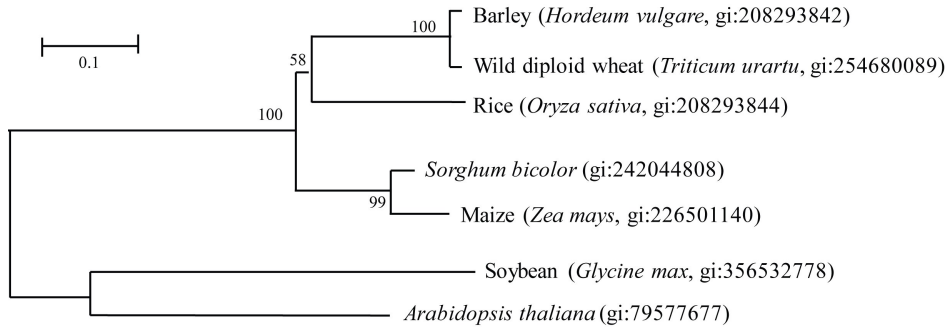 Barley (Hordeum vulgare, gi:208293842)
100
58
0.1
Wild diploid wheat (Triticum urartu, gi:254680089)
Rice (Oryza sativa, gi:208293844)
100
Sorghum bicolor (gi:242044808)
99
Maize (Zea mays, gi:226501140)
Soybean (Glycine max, gi:356532778)
Arabidopsis thaliana (gi:79577677)